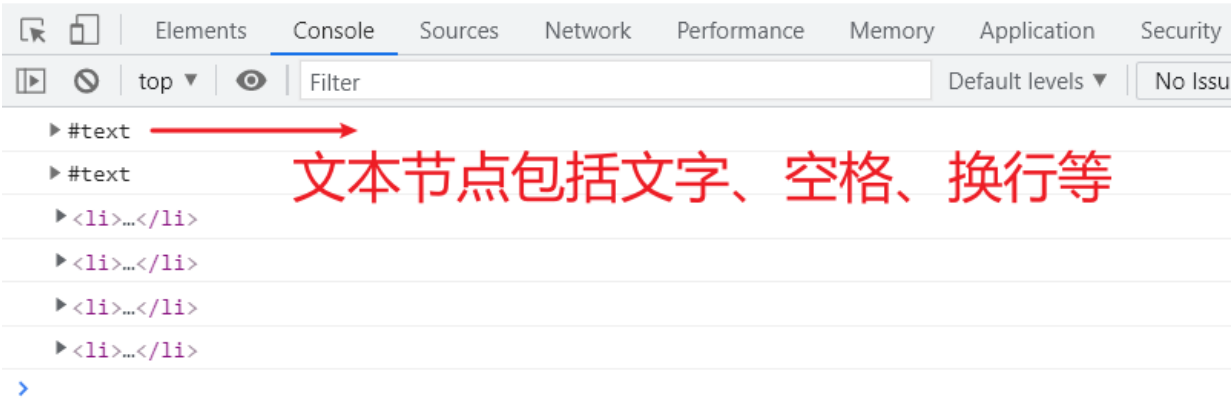 Elements Console Sources Network Performance Memory Application Security
top ▼ Filter Default levels ▼ No Issu
▶ #text
文本节点包括文字、空格、换行等
▶ #text
▶ <li>…</li>
▶ <li>…</li>
▶ <li>…</li>
▶ <li>…</li>